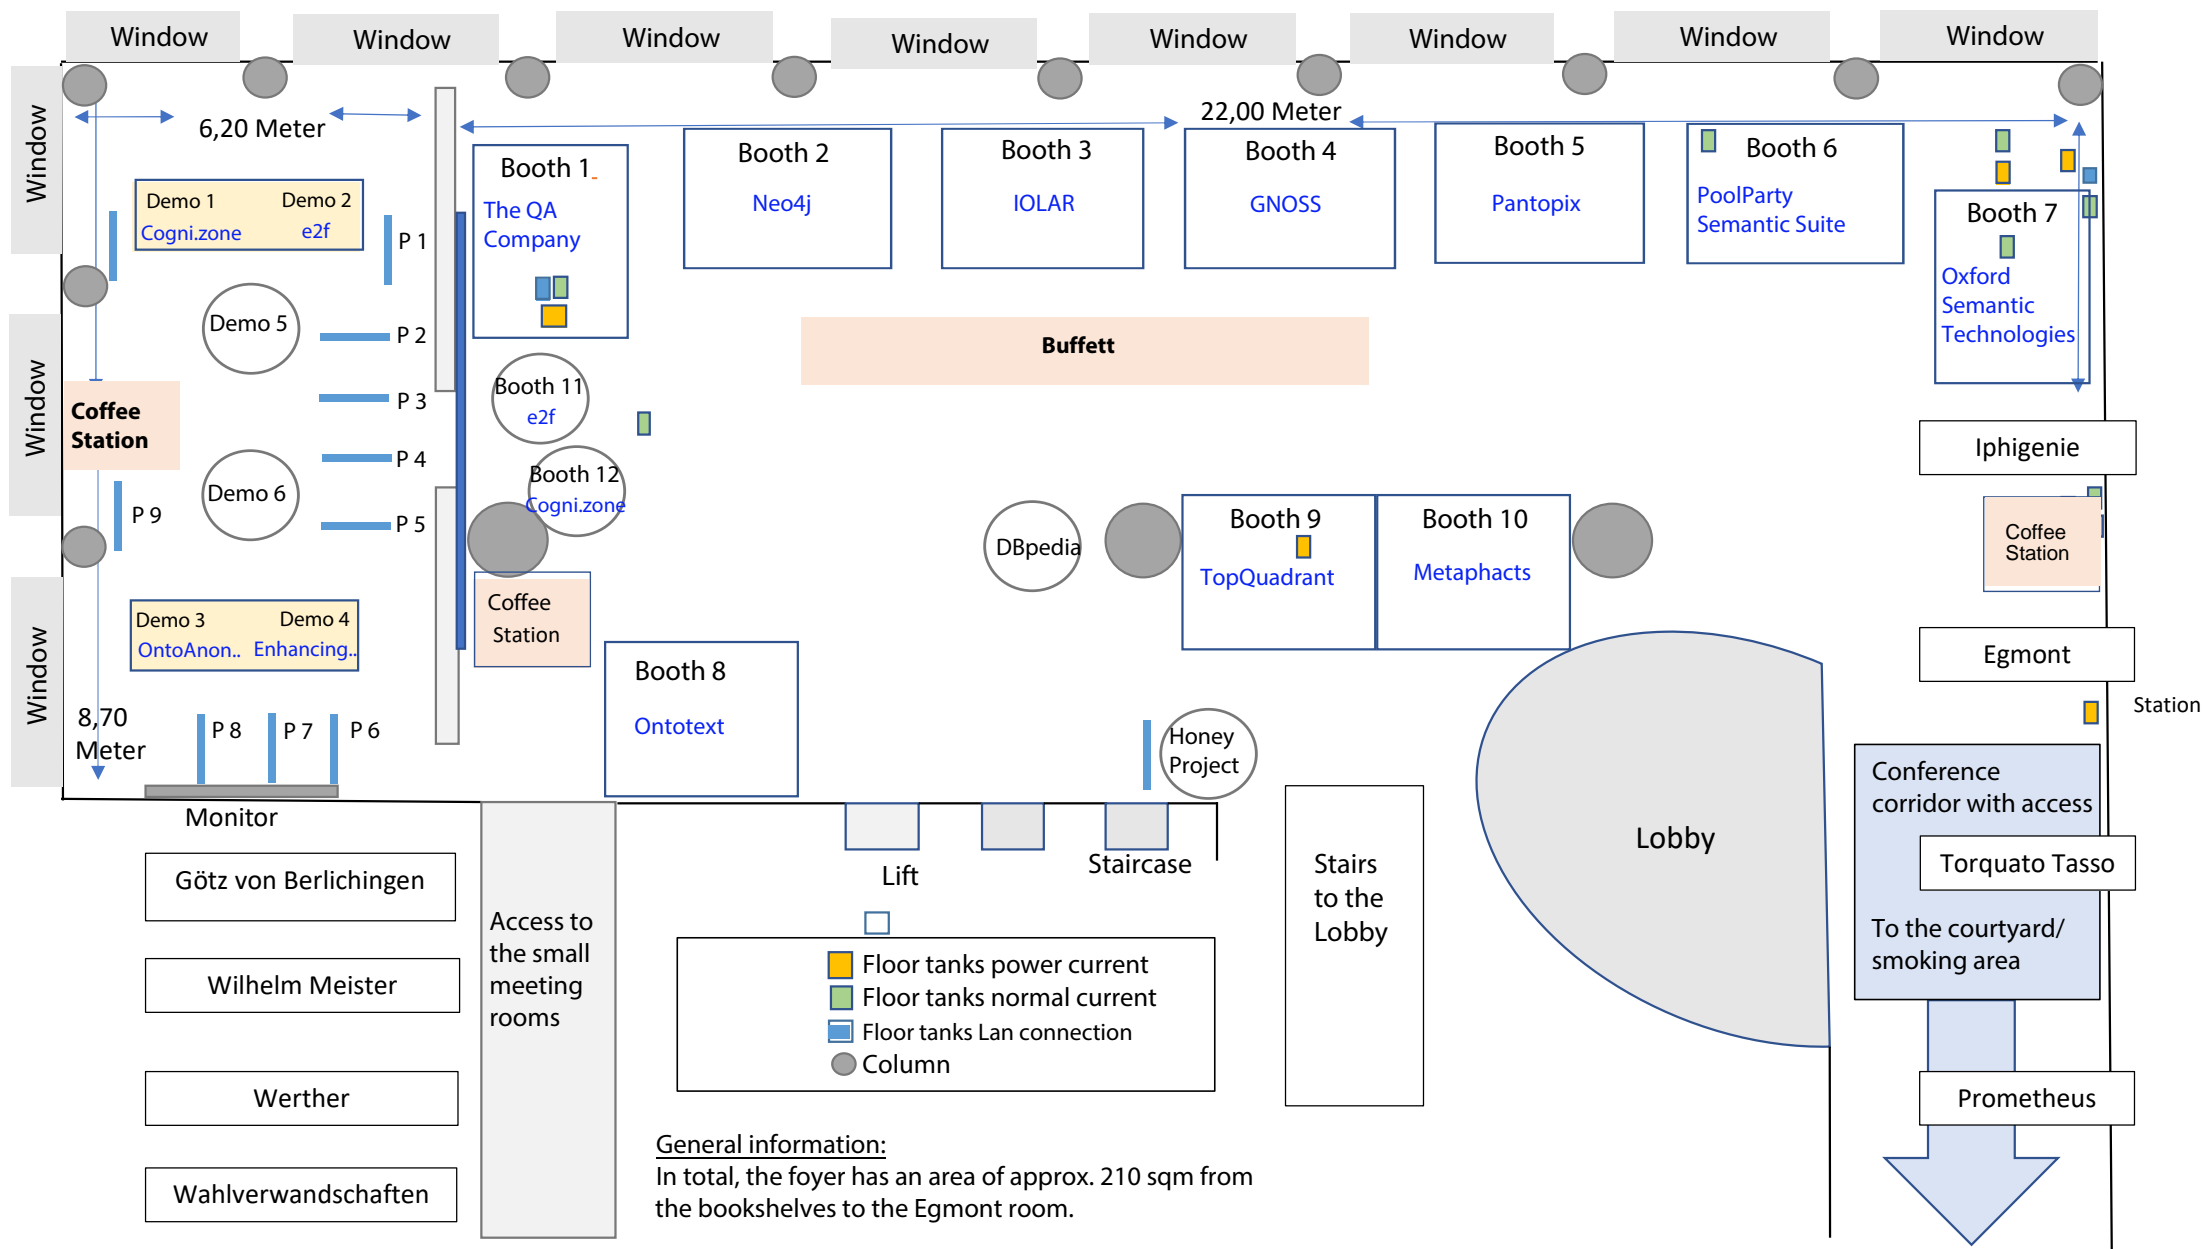 Window
Window
Window
Window
Window
Window
Window
Window
Window
Window
Window
6,20 Meter
22,00 Meter
Demo 1
Cogni.zone
Demo 2
e2f
P 1
Demo 5
P 2
P 3
Coffee
Station
P 4
Demo 6
P 9
P 5
Demo 3
OntoAnon..
Demo 4
Enhancing..
8,70
Meter
P 8
P 7
P 6
Monitor
Booth 1
The QA
Company
Booth 2
Neo4j
Booth 3
IOLAR
Booth 4
GNOSS
Booth 5
Pantopix
Booth 6
PoolParty
Semantic Suite
Booth 7
Oxford
Semantic
Technologies
Buffett
Booth 11
e2f
Booth 12
Cogni.zone
Coffee
Station
Booth 8
Ontotext
DBpedia
Booth 9
TopQuadrant
Booth 10
Metaphacts
Honey
Project
Iphigenie
Coffee
Station
Egmont
Station
Conference
corridor with access
Torquato Tasso
To the courtyard/
smoking area
Prometheus
Lobby
Stairs
to the
Lobby
Lift
Staircase
Götz von Berlichingen
Wilhelm Meister
Werther
Wahlverwandschaften
Access to
the small
meeting
rooms
Floor tanks power current
Floor tanks normal current
Floor tanks Lan connection
Column
General information:
In total, the foyer has an area of approx. 210 sqm from
the bookshelves to the Egmont room.